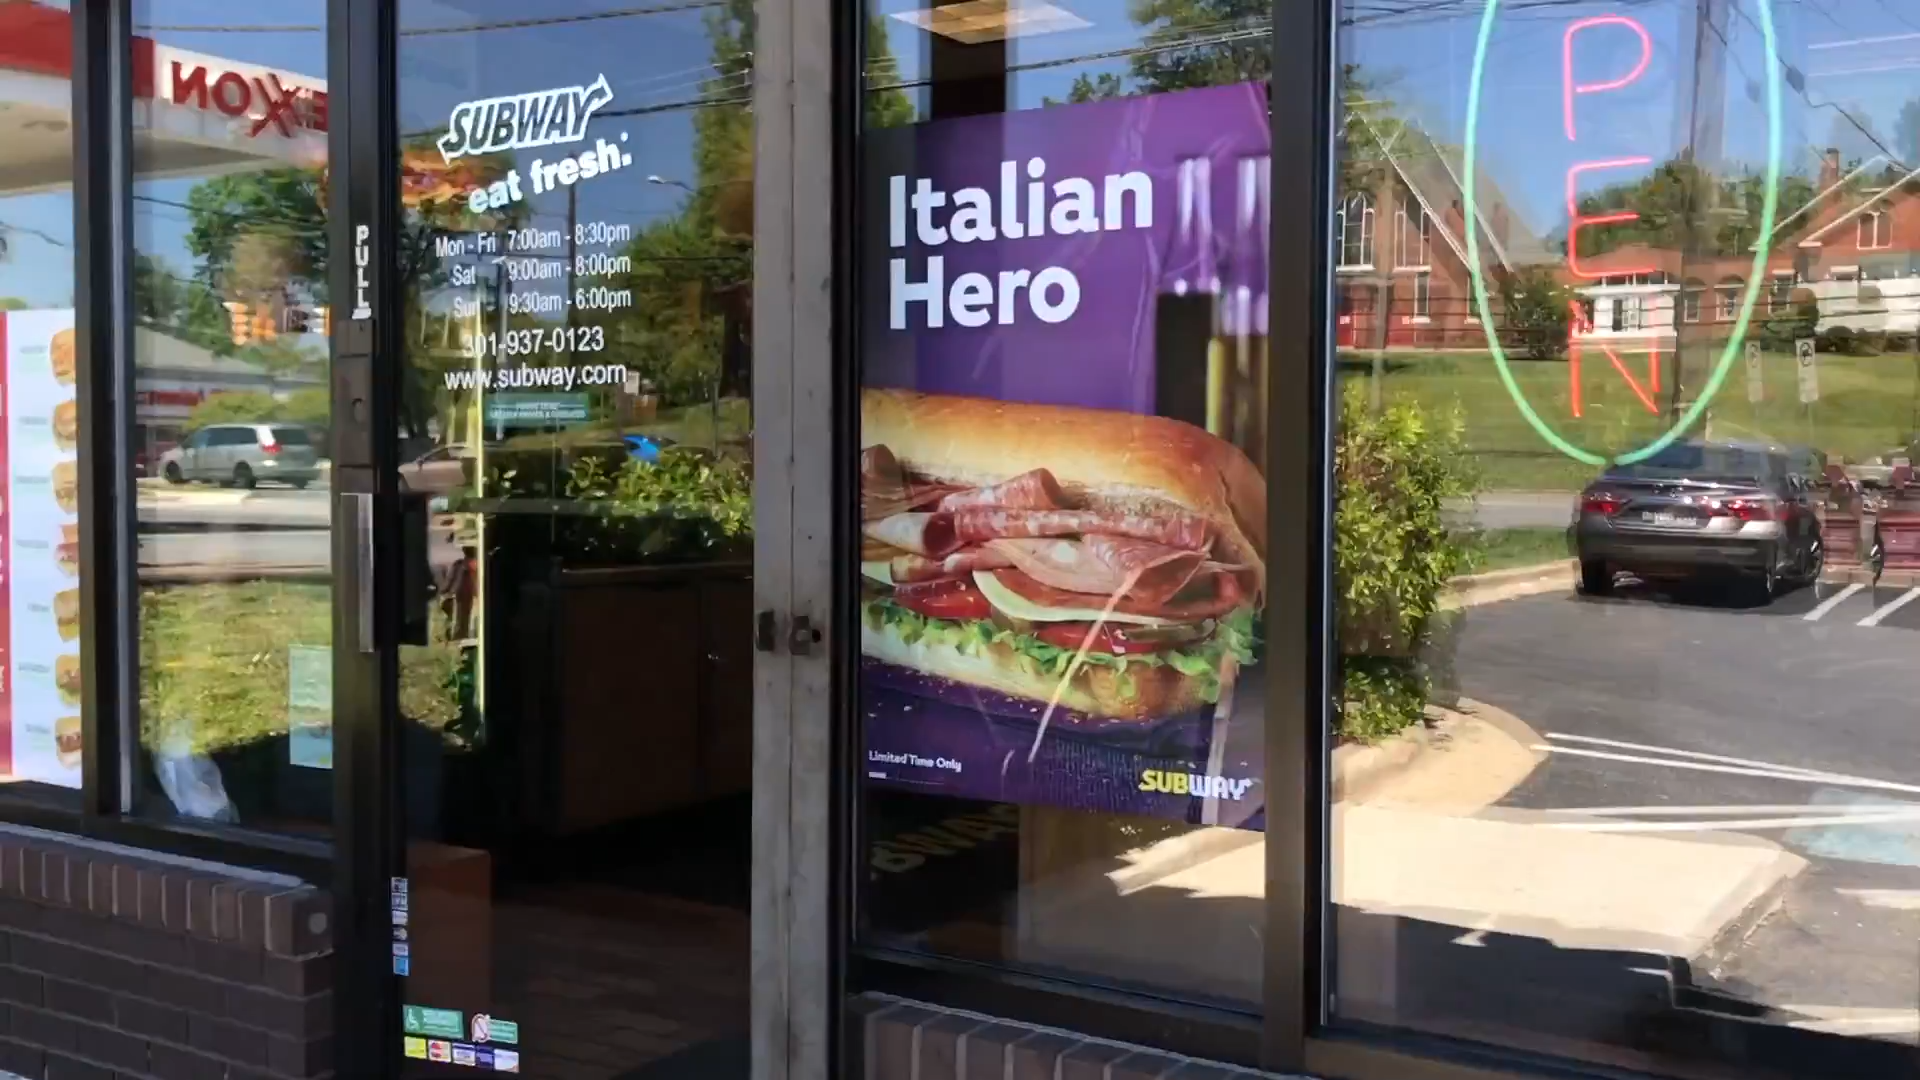 EXXON
PULL
SUBWAY
eat fresh.
Mon - Fri 7:00am - 8:30pm
Sat 9:00am - 8:00pm
Sun - 9:30am - 6:00pm
301-937-0123
www.subway.com
Italian
Hero
Limited Time Only
SUBWAY
PEN